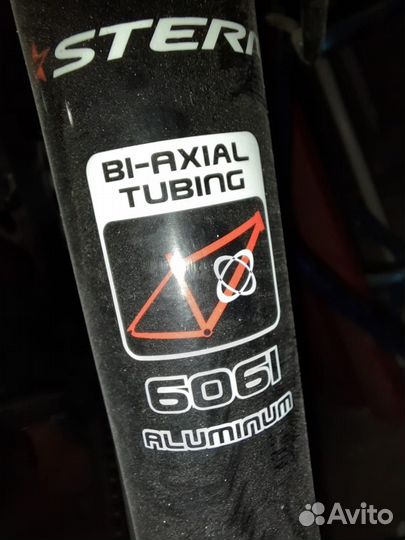 STERN
BI-AXIAL
TUBING
6061
ALUMINUM
Avito